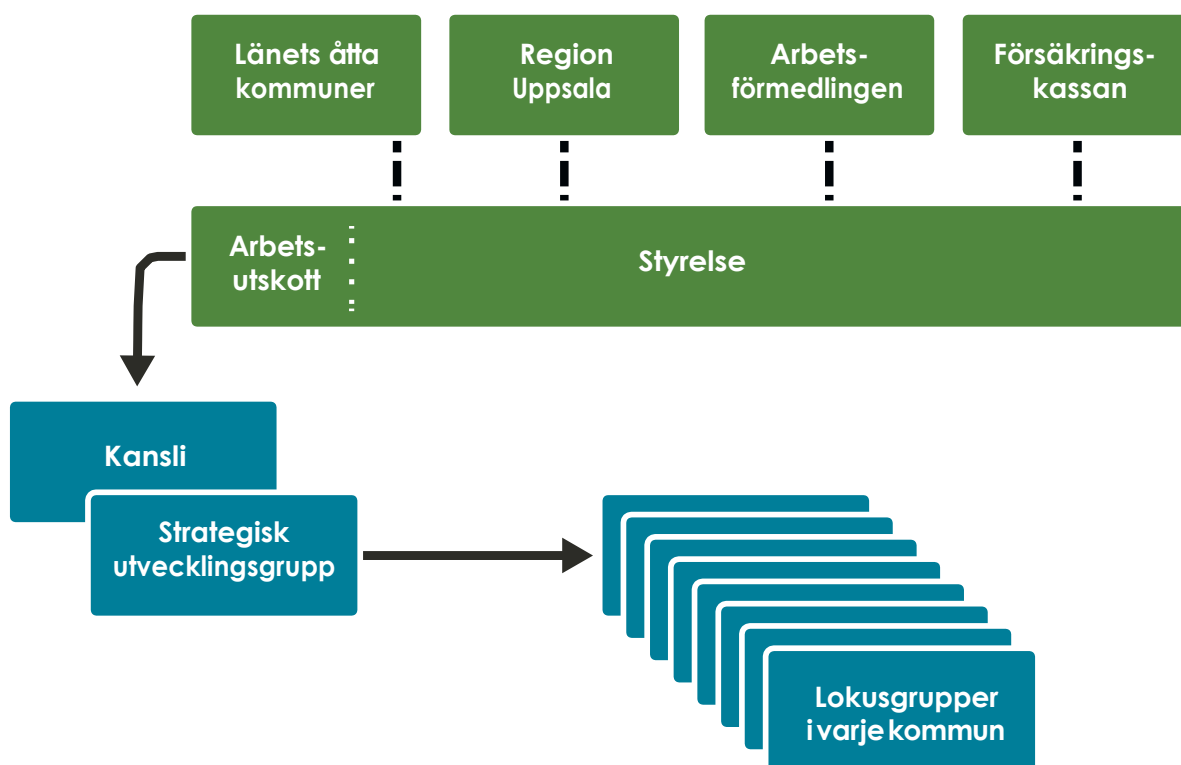 Länets åtta
kommuner
Region
Uppsala
Arbets-
förmedlingen
Försäkrings-
kassan
Arbets-
utskott
Styrelse
Kansli
Strategisk
utvecklingsgrupp
Lokusgrupper
i varje kommun